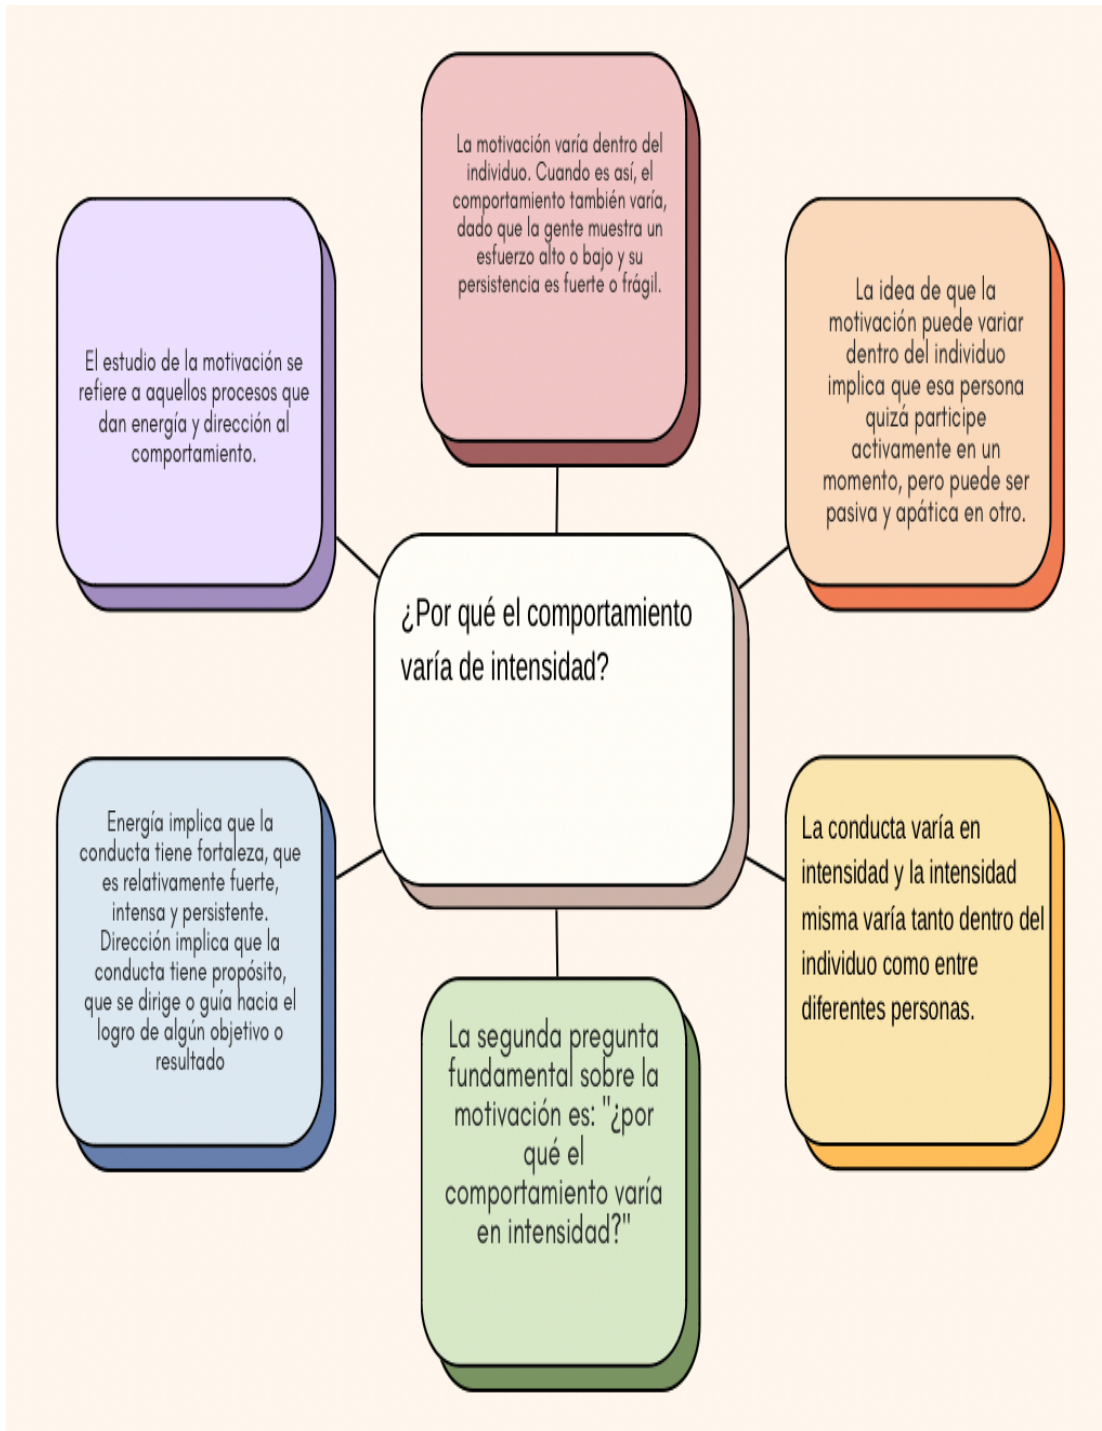 La motivación varía dentro del
individuo. Cuando es así, el
comportamiento también varía,
dado que la gente muestra un
esfuerzo alto o bajo y su
persistencia es fuerte o frágil.
El estudio de la motivación se
refiere a aquellos procesos que
dan energía y dirección al
comportamiento.
La idea de que la
motivación puede variar
dentro del individuo
implica que esa persona
quizá participe
activamente en un
momento, pero puede ser
pasiva y apática en otro.
¿Por qué el comportamiento
varía de intensidad?
Energía implica que la
conducta tiene fortaleza, que
es relativamente fuerte,
intensa y persistente.
Dirección implica que la
conducta tiene propósito,
que se dirige o guía hacia el
logro de algún objetivo o
resultado
La conducta varía en
intensidad y la intensidad
misma varía tanto dentro del
individuo como entre
diferentes personas.
La segunda pregunta
fundamental sobre la
motivación es: "¿por
qué el
comportamiento varía
en intensidad?"